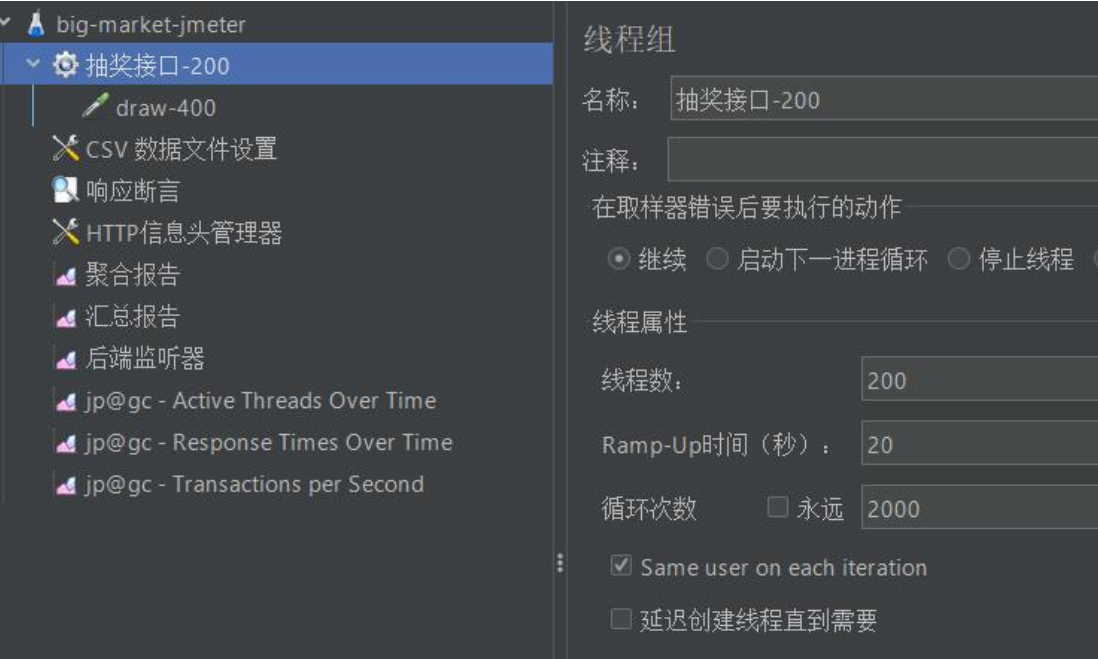 big-market-jmeter
抽奖接口-200
draw-400
CSV 数据文件设置
响应断言
HTTP信息头管理器
聚合报告
汇总报告
后端监听器
jp@gc - Active Threads Over Time
jp@gc - Response Times Over Time
jp@gc - Transactions per Second
线程组
名称： 抽奖接口-200
注释：
在取样器错误后要执行的动作
继续 启动下一进程循环 停止线程
线程属性
线程数： 200
Ramp-Up时间（秒）： 20
循环次数 永远 2000
Same user on each iteration
延迟创建线程直到需要